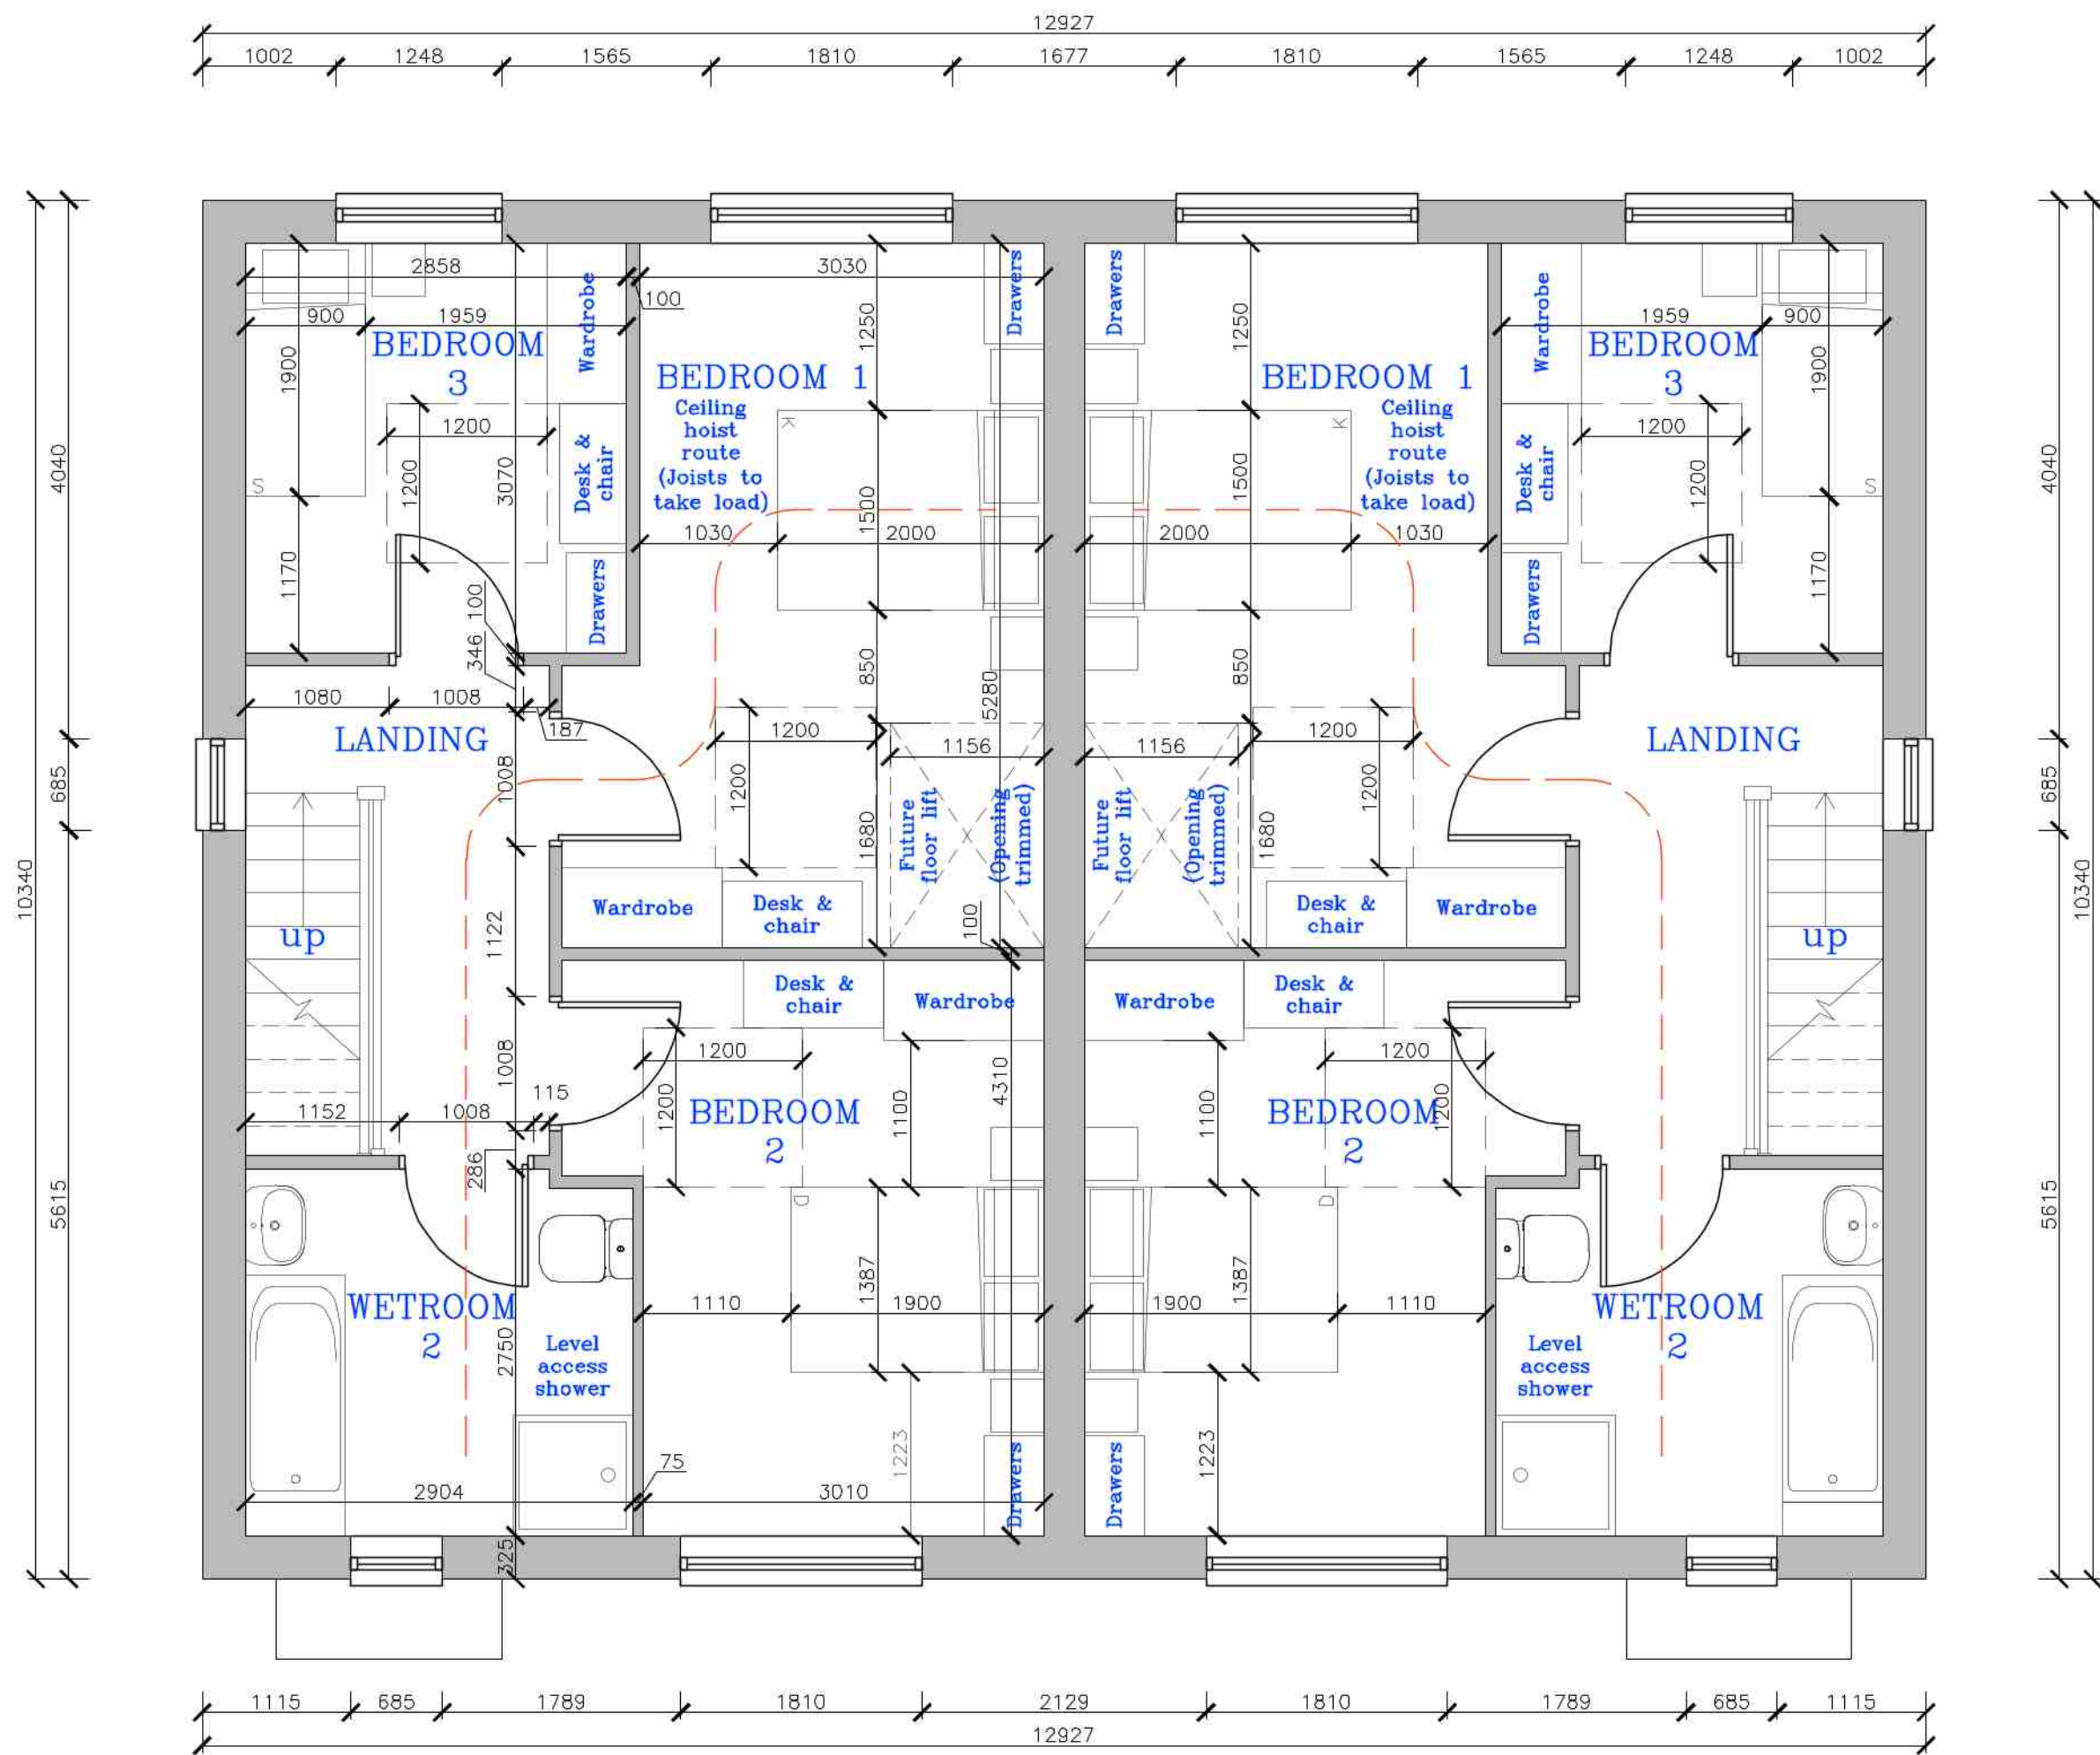 12927
1002 1248 1565 1810 1677 1810 1565 1248 1002
2858
100
3030
900 1959
BEDROOM
3
1900
1170
1200
1200
3070
Wardrobe
Desk &
chair
Drawers
346 100
BEDROOM 1
Ceiling
hoist
route
(Joists to
take load)
Drawers
1250
1500
1030 2000
850
5280
1200
1200
1156
1680
Future
floor lift
(Opening
trimmed)
100
Wardrobe
Desk &
chair
K
S
Drawers
1250
BEDROOM 1
Ceiling
hoist
route
(Joists to
take load)
K
1500
2000 1030
850
1156
1200
1200
1680
Future
floor lift
(Opening
trimmed)
Desk &
chair
Wardrobe
Wardrobe
1959 900
BEDROOM
3
1900
1200
1200
Desk &
chair
Drawers
S
1170
4040
685
10340
5615
4040
685
10340
5615
1080 1008
187
LANDING
1008
1122
up
1008
115
1152 1008
286
LANDING
up
Desk &
chair
Wardrobe
1200
1200
BEDROOM
2
1100
4310
D
1387
1110 1900
1223
75
3010
Drawers
Wardrobe
Desk &
chair
1200
1200
1100
BEDROOM
2
D
1387
1900 1110
1223
Drawers
WETROOM
2
2750
Level
access
shower
2904
325
WETROOM
2
Level
access
shower
1115 685 1789 1810 2129 1810 1789 685 1115
12927